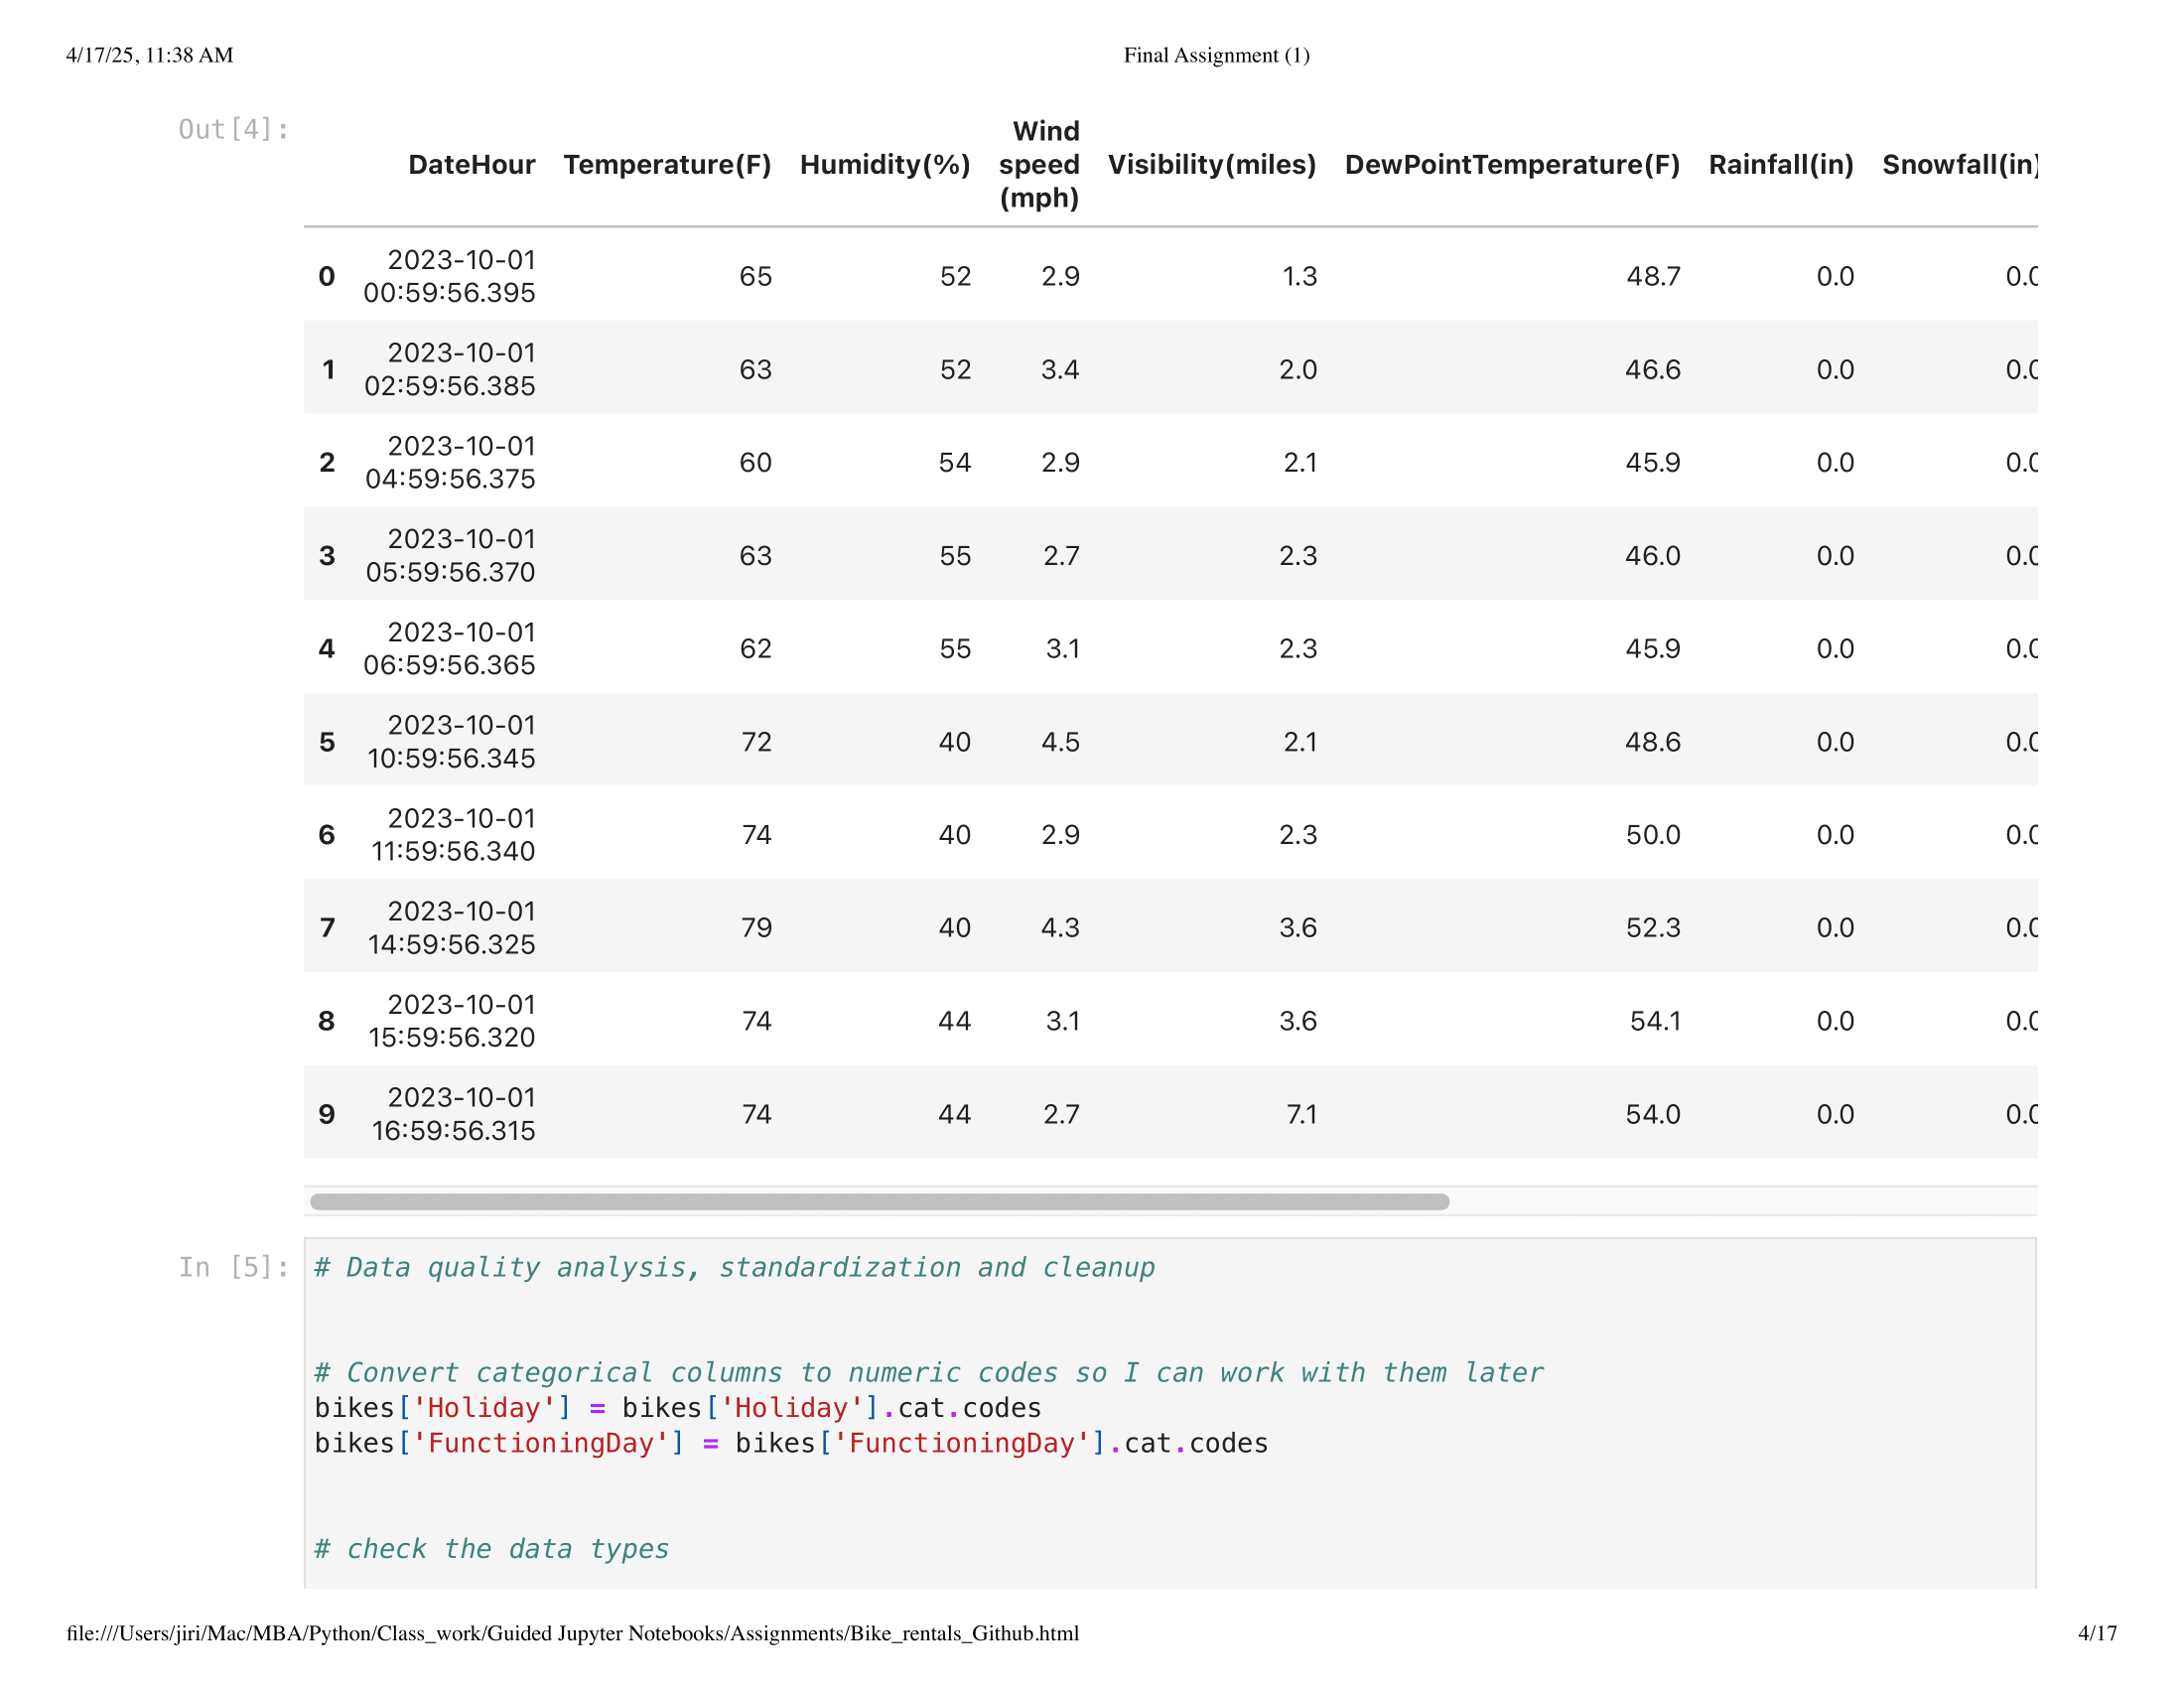 4/17/25, 11:38 AM Final Assignment (1)
Out[4]:
DateHour Temperature(F) Humidity(%) Wind speed (mph) Visibility(miles) DewPointTemperature(F) Rainfall(in) Snowfall(in)
0 2023-10-01 00:59:56.395 65 52 2.9 1.3 48.7 0.0 0.0
1 2023-10-01 02:59:56.385 63 52 3.4 2.0 46.6 0.0 0.0
2 2023-10-01 04:59:56.375 60 54 2.9 2.1 45.9 0.0 0.0
3 2023-10-01 05:59:56.370 63 55 2.7 2.3 46.0 0.0 0.0
4 2023-10-01 06:59:56.365 62 55 3.1 2.3 45.9 0.0 0.0
5 2023-10-01 10:59:56.345 72 40 4.5 2.1 48.6 0.0 0.0
6 2023-10-01 11:59:56.340 74 40 2.9 2.3 50.0 0.0 0.0
7 2023-10-01 14:59:56.325 79 40 4.3 3.6 52.3 0.0 0.0
8 2023-10-01 15:59:56.320 74 44 3.1 3.6 54.1 0.0 0.0
9 2023-10-01 16:59:56.315 74 44 2.7 7.1 54.0 0.0 0.0
In [5]: # Data quality analysis, standardization and cleanup
# Convert categorical columns to numeric codes so I can work with them later
bikes['Holiday'] = bikes['Holiday'].cat.codes
bikes['FunctioningDay'] = bikes['FunctioningDay'].cat.codes
# check the data types
file:///Users/jiri/Mac/MBA/Python/Class_work/Guided Jupyter Notebooks/Assignments/Bike_rentals_Github.html 4/17